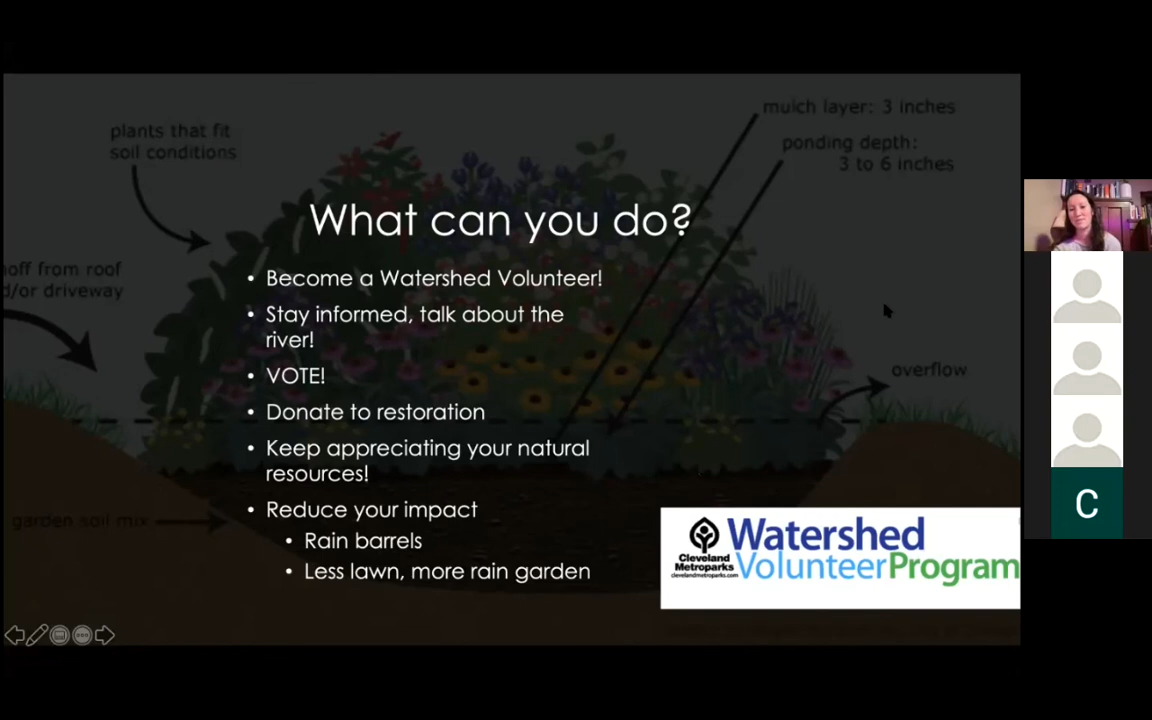 mulch layer: 3 inches
plants that fit
soil conditions
ponding depth:
3 to 6 inches
What can you do?
off from roof
d/or driveway
• Become a Watershed Volunteer!
• Stay informed, talk about the
river!
• VOTE!
overflow
• Donate to restoration
• Keep appreciating your natural
resources!
• Reduce your impact
garden soil mix
• Rain barrels
• Less lawn, more rain garden
Watershed
VolunteerProgram
Cleveland
Metroparks
clevelandmetroparks.com
C